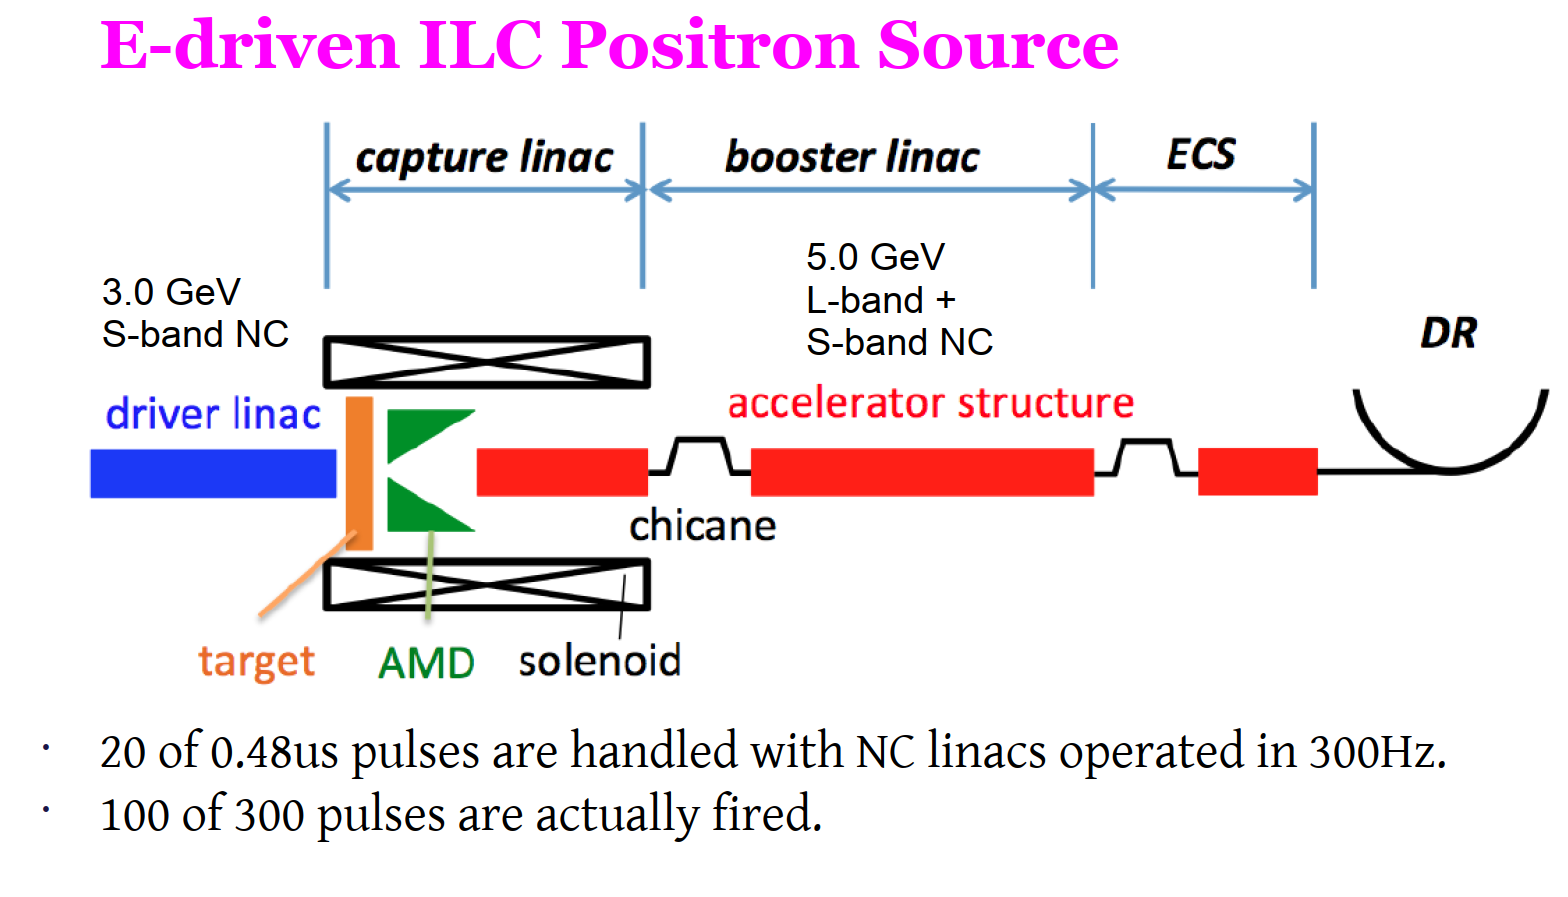 E-driven ILC Positron Source
capture linac
booster linac
ECS
5.0 GeV
L-band +
S-band NC
3.0 GeV
S-band NC
DR
driver linac
accelerator structure
chicane
target
AMD
solenoid
· 20 of 0.48us pulses are handled with NC linacs operated in 300Hz.
· 100 of 300 pulses are actually fired.